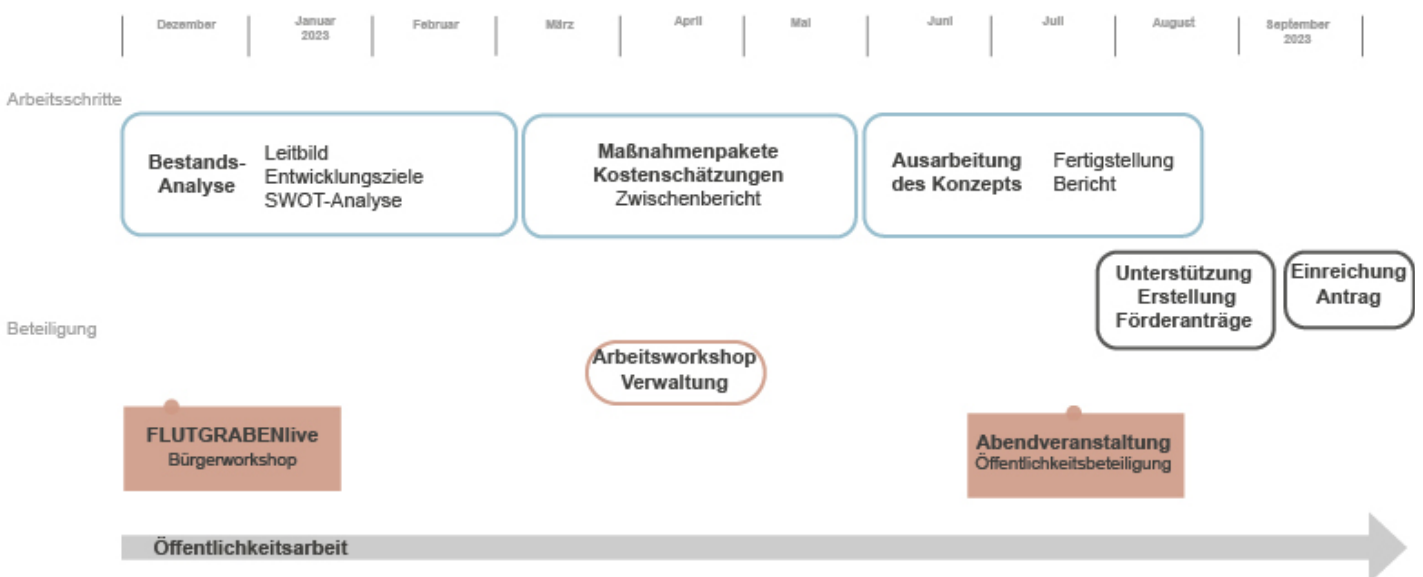 Dezember
Januar
2023
Februar
März
April
Mai
Juni
Juli
August
September
2023
Arbeitsschritte
Bestands-
Analyse
Leitbild
Entwicklungsziele
SWOT-Analyse
Maßnahmenpakete
Kostenschätzungen
Zwischenbericht
Ausarbeitung
des Konzepts
Fertigstellung
Bericht
Unterstützung
Erstellung
Förderanträge
Einreichung
Antrag
Beteiligung
Arbeitsworkshop
Verwaltung
FLUTGRABENlive
Bürgerworkshop
Abendveranstaltung
Öffentlichkeitsbeteiligung
Öffentlichkeitsarbeit